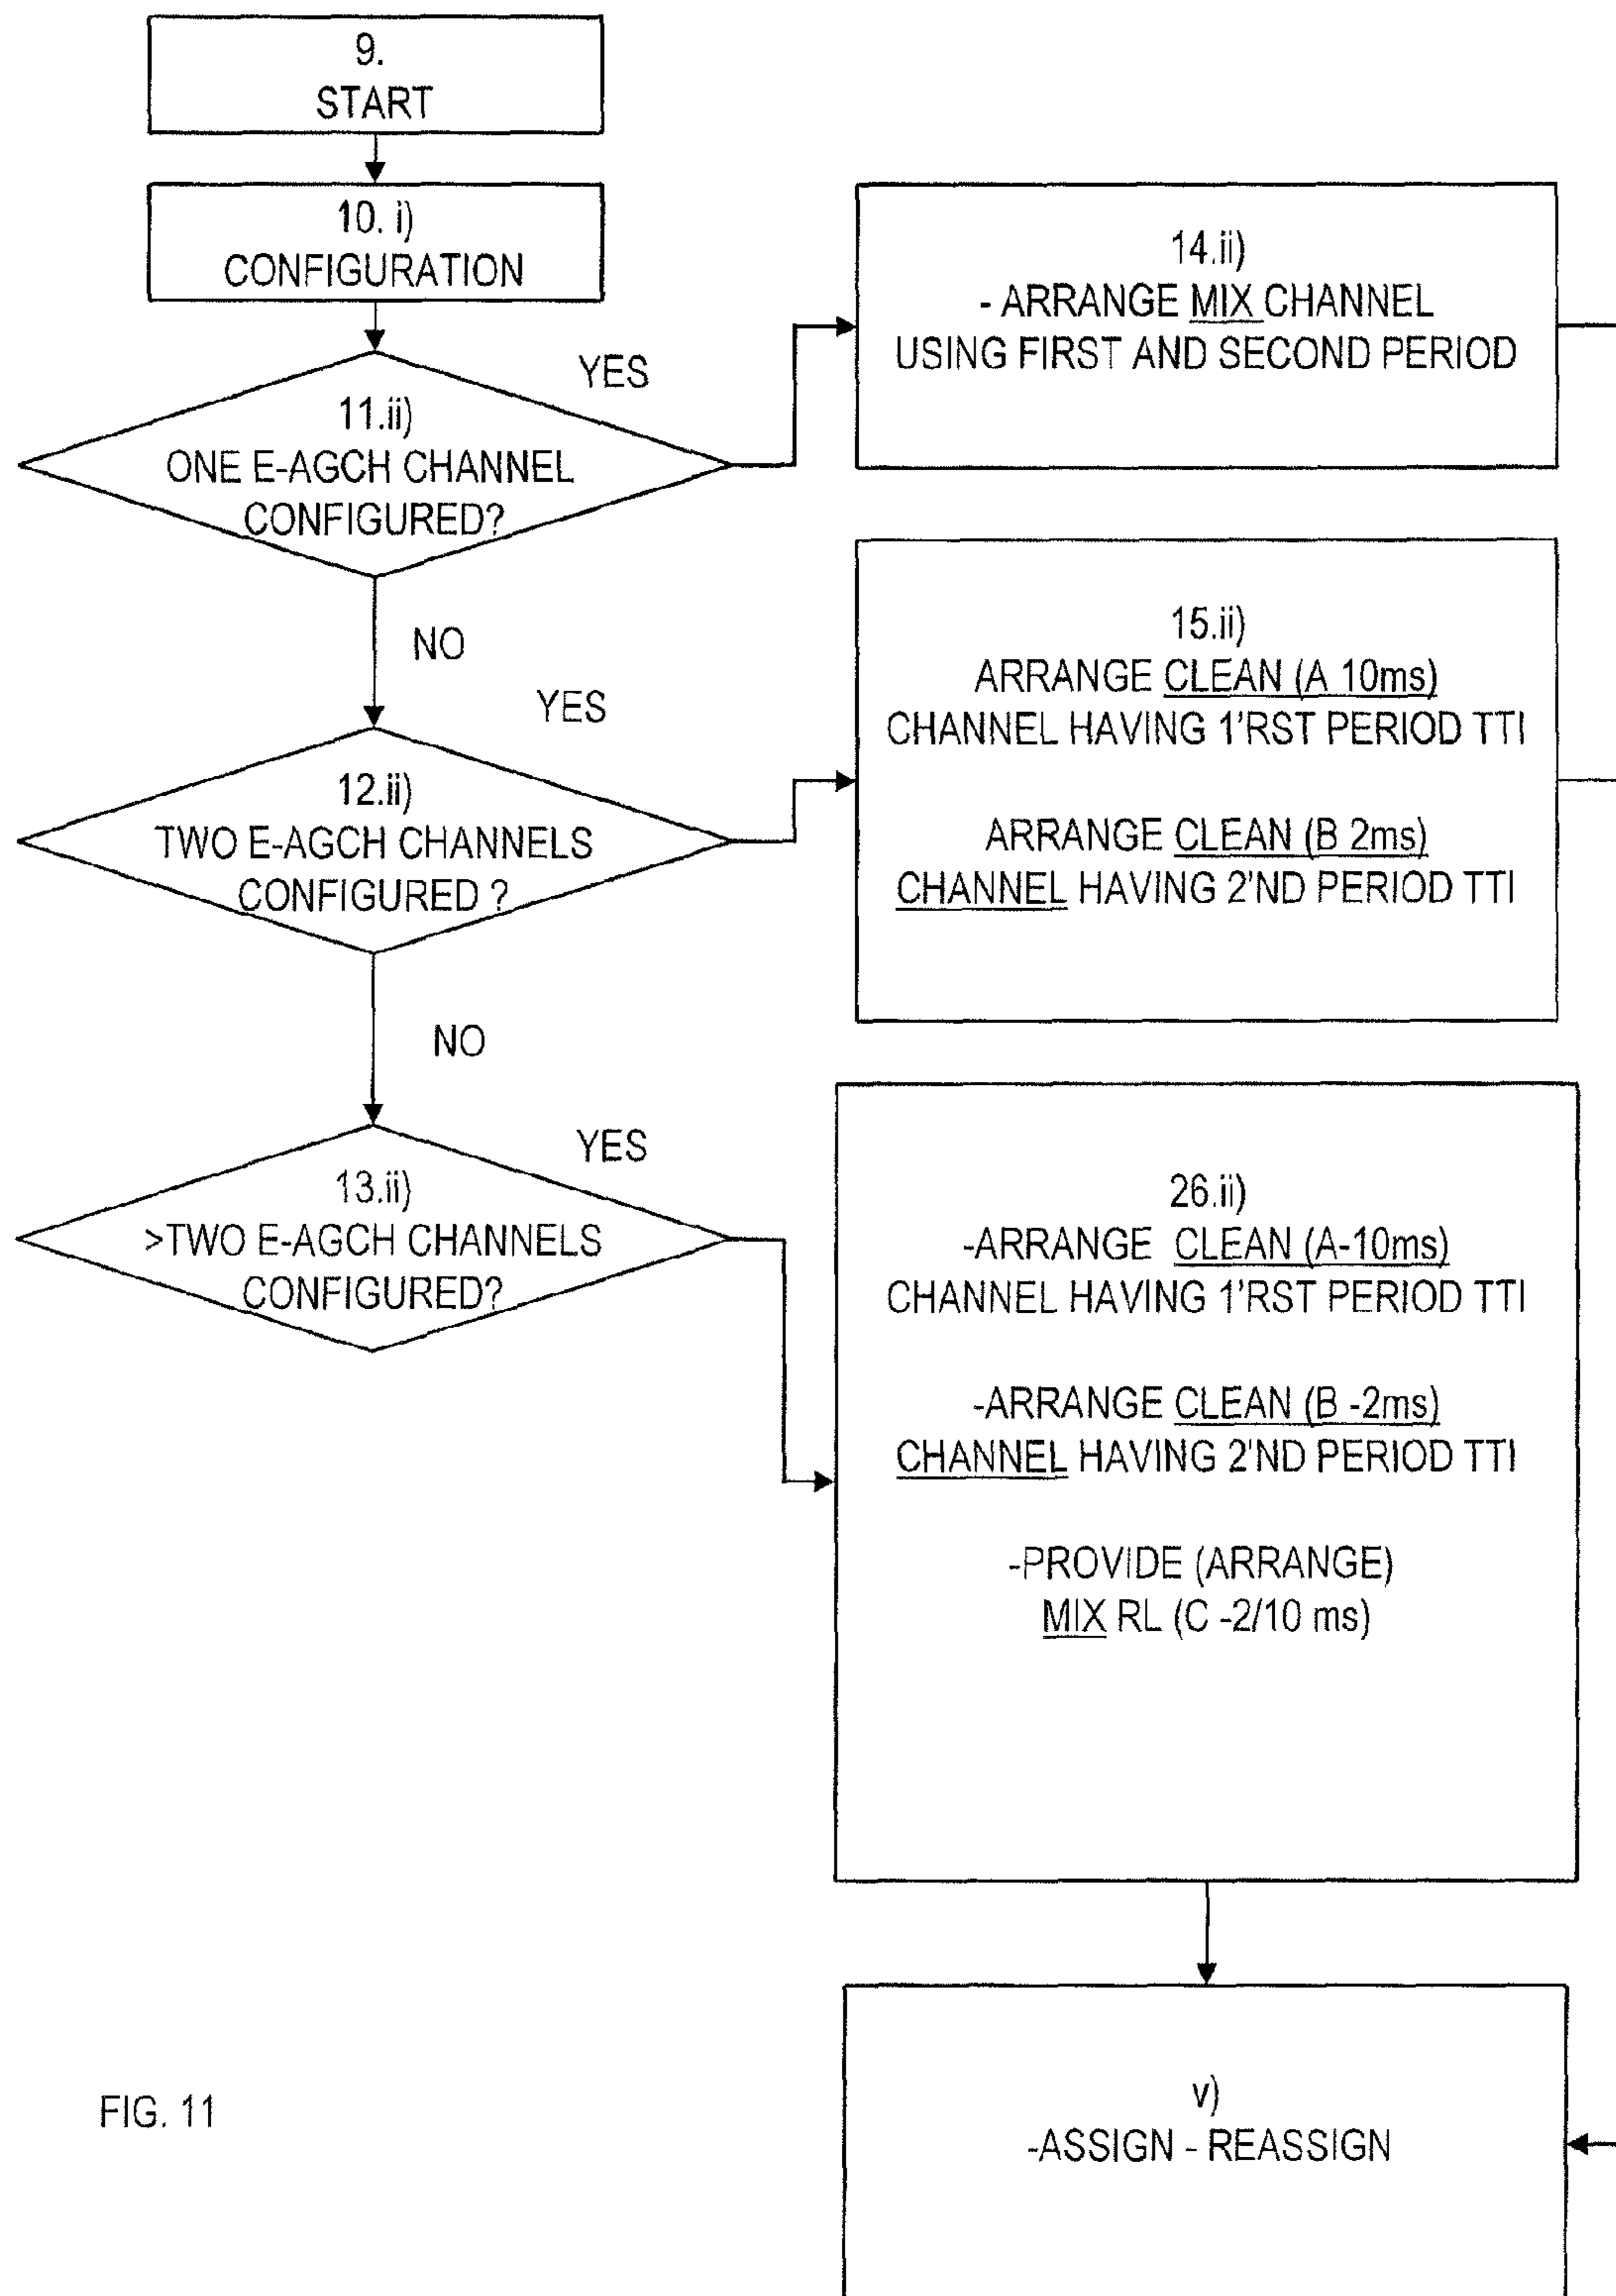 9.
START
10. i)
CONFIGURATION
YES
11.ii)
ONE E-AGCH CHANNEL
CONFIGURED?
14.ii)
- ARRANGE MIX CHANNEL
USING FIRST AND SECOND PERIOD
NO
YES
12.ii)
TWO E-AGCH CHANNELS
CONFIGURED ?
15.ii)
ARRANGE CLEAN (A 10ms)
CHANNEL HAVING 1'RST PERIOD TTI
ARRANGE CLEAN (B 2ms)
CHANNEL HAVING 2'ND PERIOD TTI
NO
YES
13.ii)
>TWO E-AGCH CHANNELS
CONFIGURED?
26.ii)
-ARRANGE CLEAN (A-10ms)
CHANNEL HAVING 1'RST PERIOD TTI
-ARRANGE CLEAN (B -2ms)
CHANNEL HAVING 2'ND PERIOD TTI
-PROVIDE (ARRANGE)
MIX RL (C -2/10 ms)
v)
-ASSIGN - REASSIGN
FIG. 11